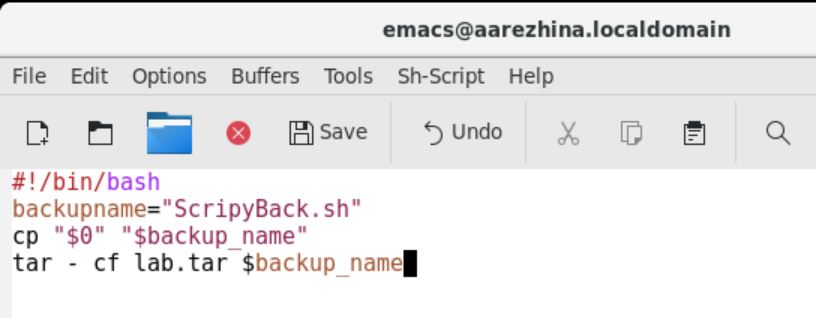 emacs@aarezhina.localdomain
File Edit Options Buffers Tools Sh-Script Help
Save Undo
#!/bin/bash
backupname="ScripyBack.sh"
cp "$0" "$backup_name"
tar - cf lab.tar $backup_name